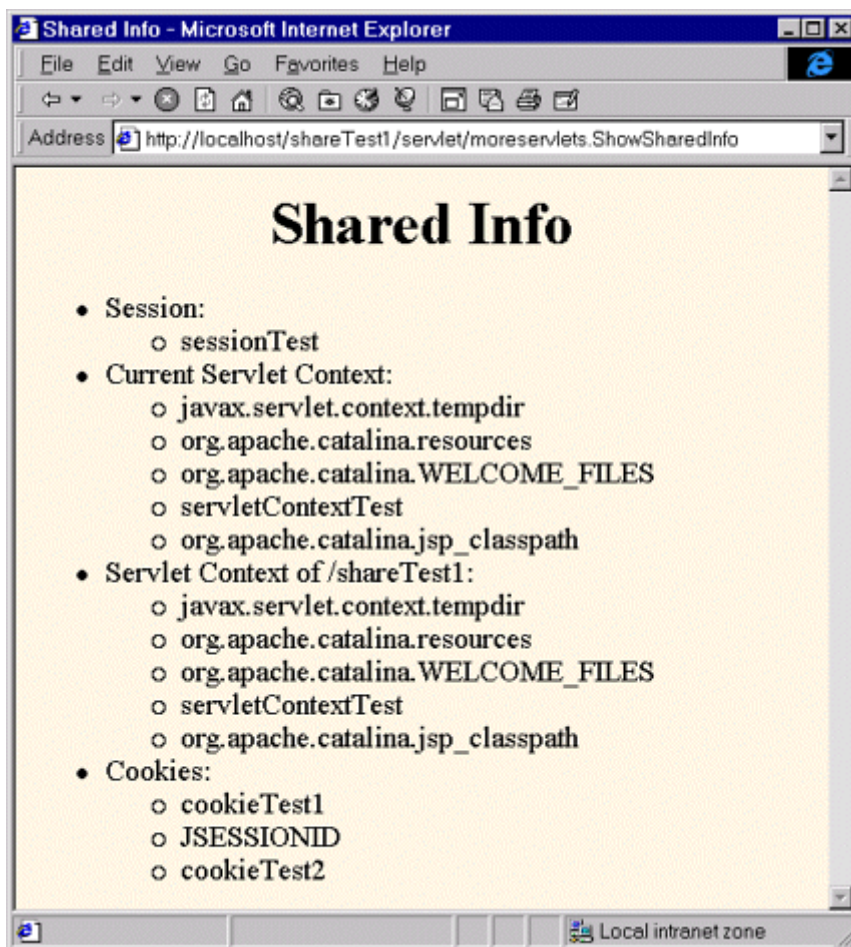 Shared Info - Microsoft Internet Explorer
File Edit View Go Favorites Help
Address http://localhost/shareTest1/servlet/moreservlets.ShowSharedInfo
Shared Info
Session:
sessionTest
Current Servlet Context:
javax.servlet.context.tempdir
org.apache.catalina.resources
org.apache.catalina.WELCOME_FILES
servletContextTest
org.apache.catalina.jsp_classpath
Servlet Context of /shareTest1:
javax.servlet.context.tempdir
org.apache.catalina.resources
org.apache.catalina.WELCOME_FILES
servletContextTest
org.apache.catalina.jsp_classpath
Cookies:
cookieTest1
JSESSIONID
cookieTest2
Local intranet zone